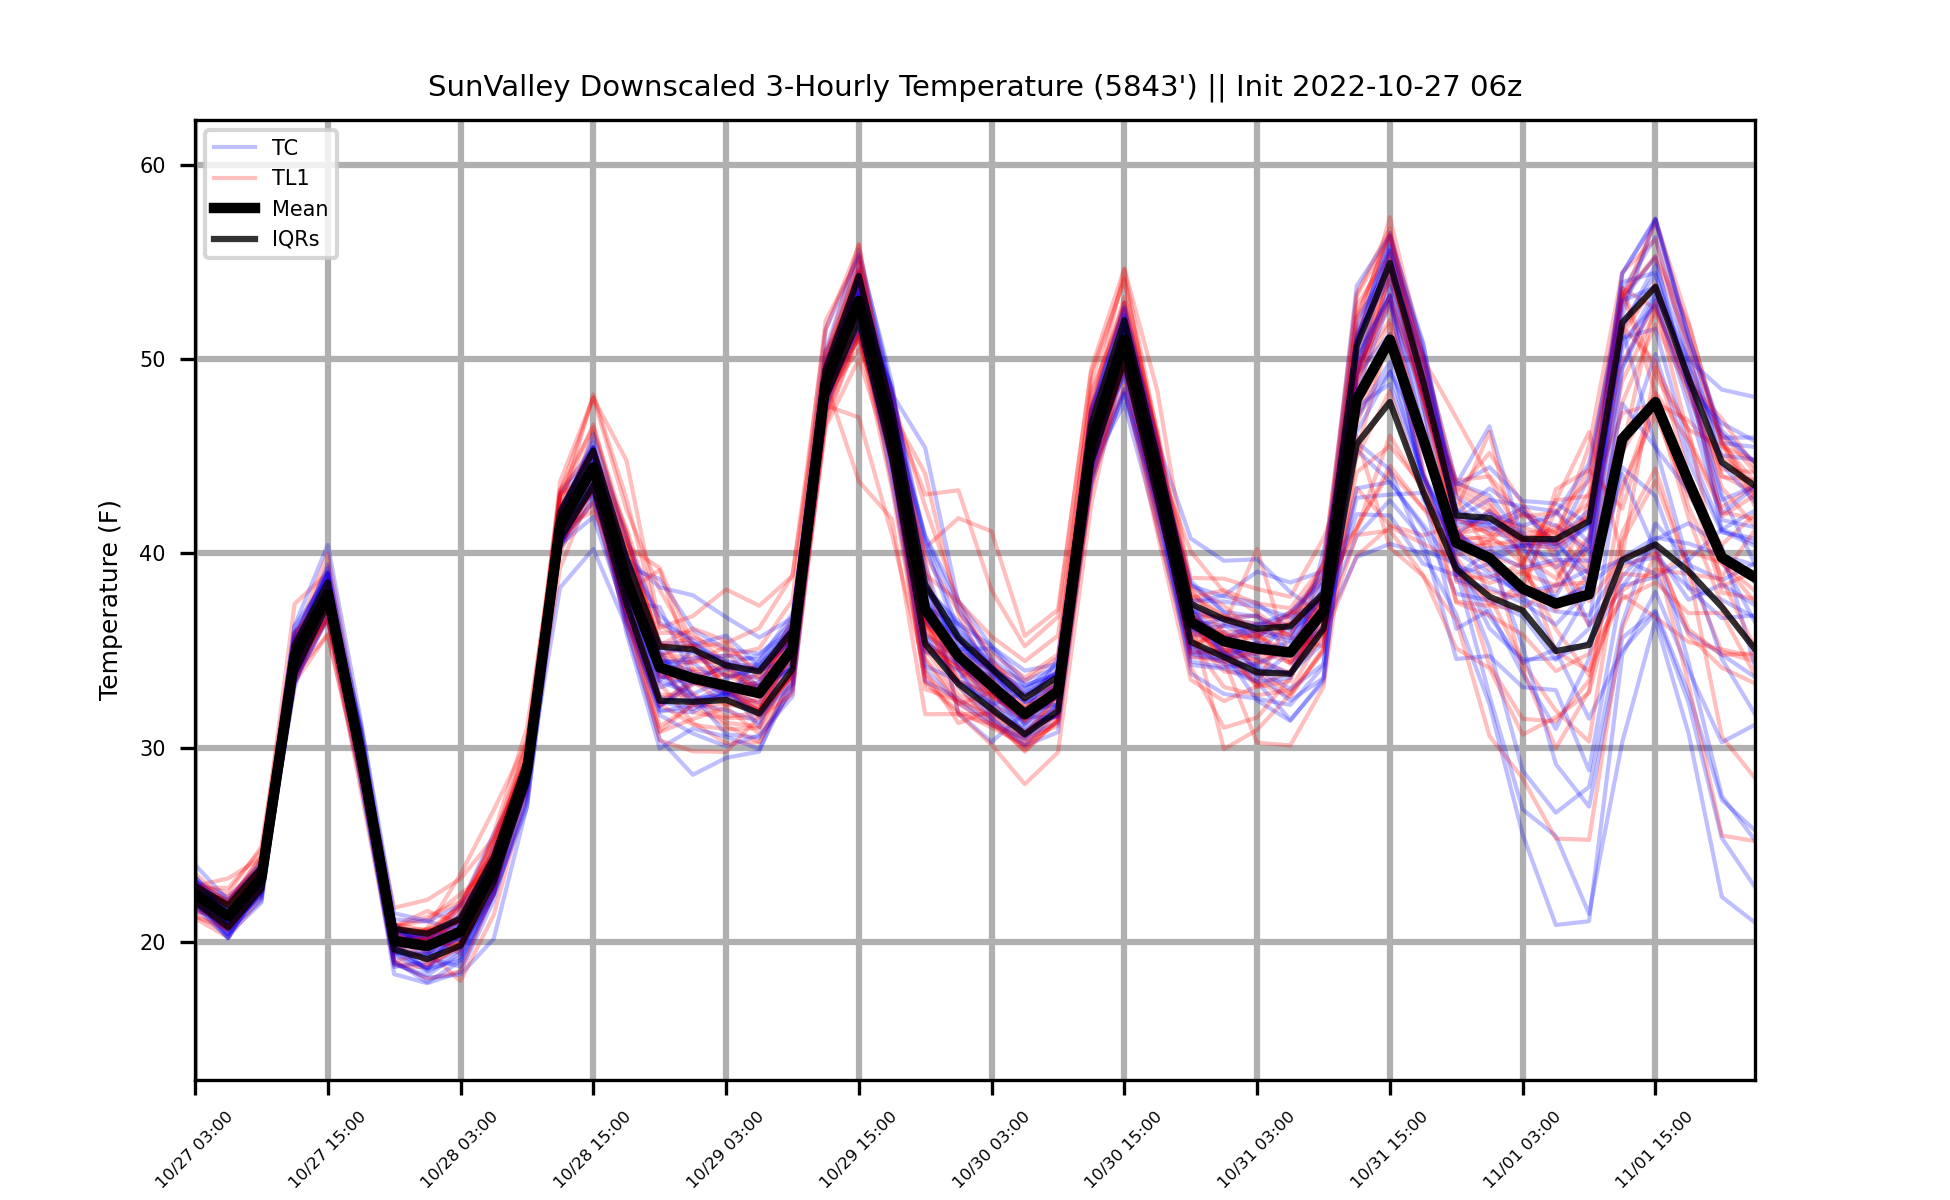 SunValley Downscaled 3-Hourly Temperature (5843') || Init 2022-10-27 06z
TC
TL1
Mean
IQRs
Temperature (F)
60
50
40
30
20
10/27 03:00
10/27 15:00
10/28 03:00
10/28 15:00
10/29 03:00
10/29 15:00
10/30 03:00
10/30 15:00
10/31 03:00
10/31 15:00
11/01 03:00
11/01 15:00